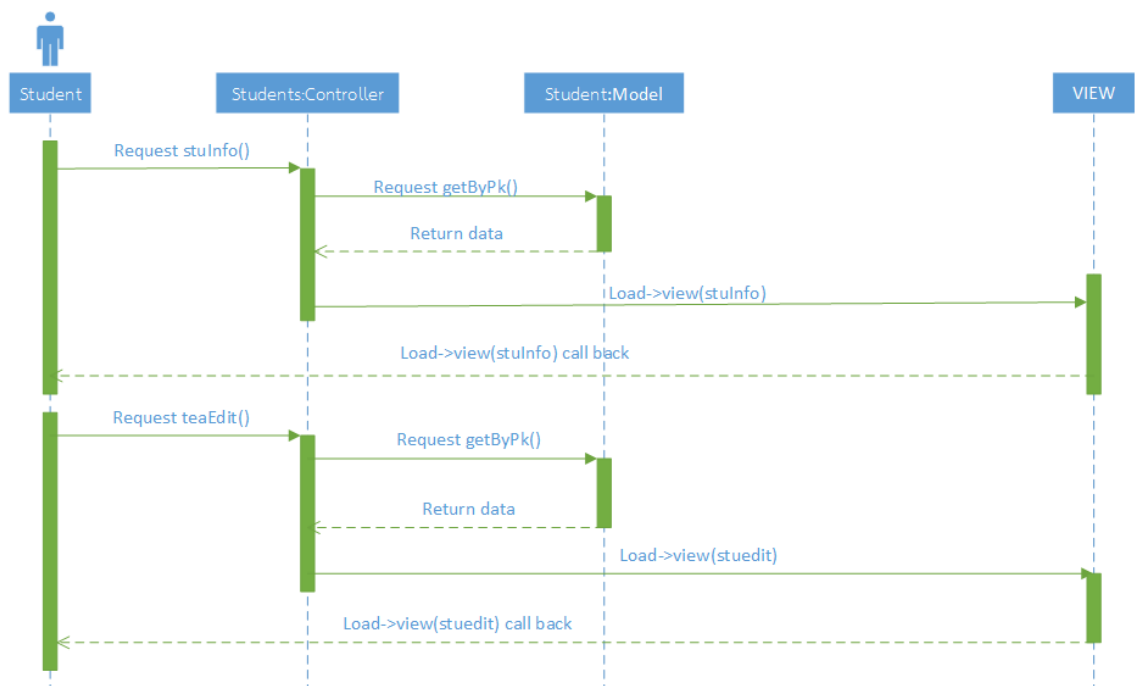 Student
Students:Controller
Student:Model
VIEW
Request stuInfo()
Request getByPk()
Return data
Load->view(stuInfo)
Load->view(stuInfo) call back
Request teaEdit()
Request getByPk()
Return data
Load->view(stuedit)
Load->view(stuedit) call back